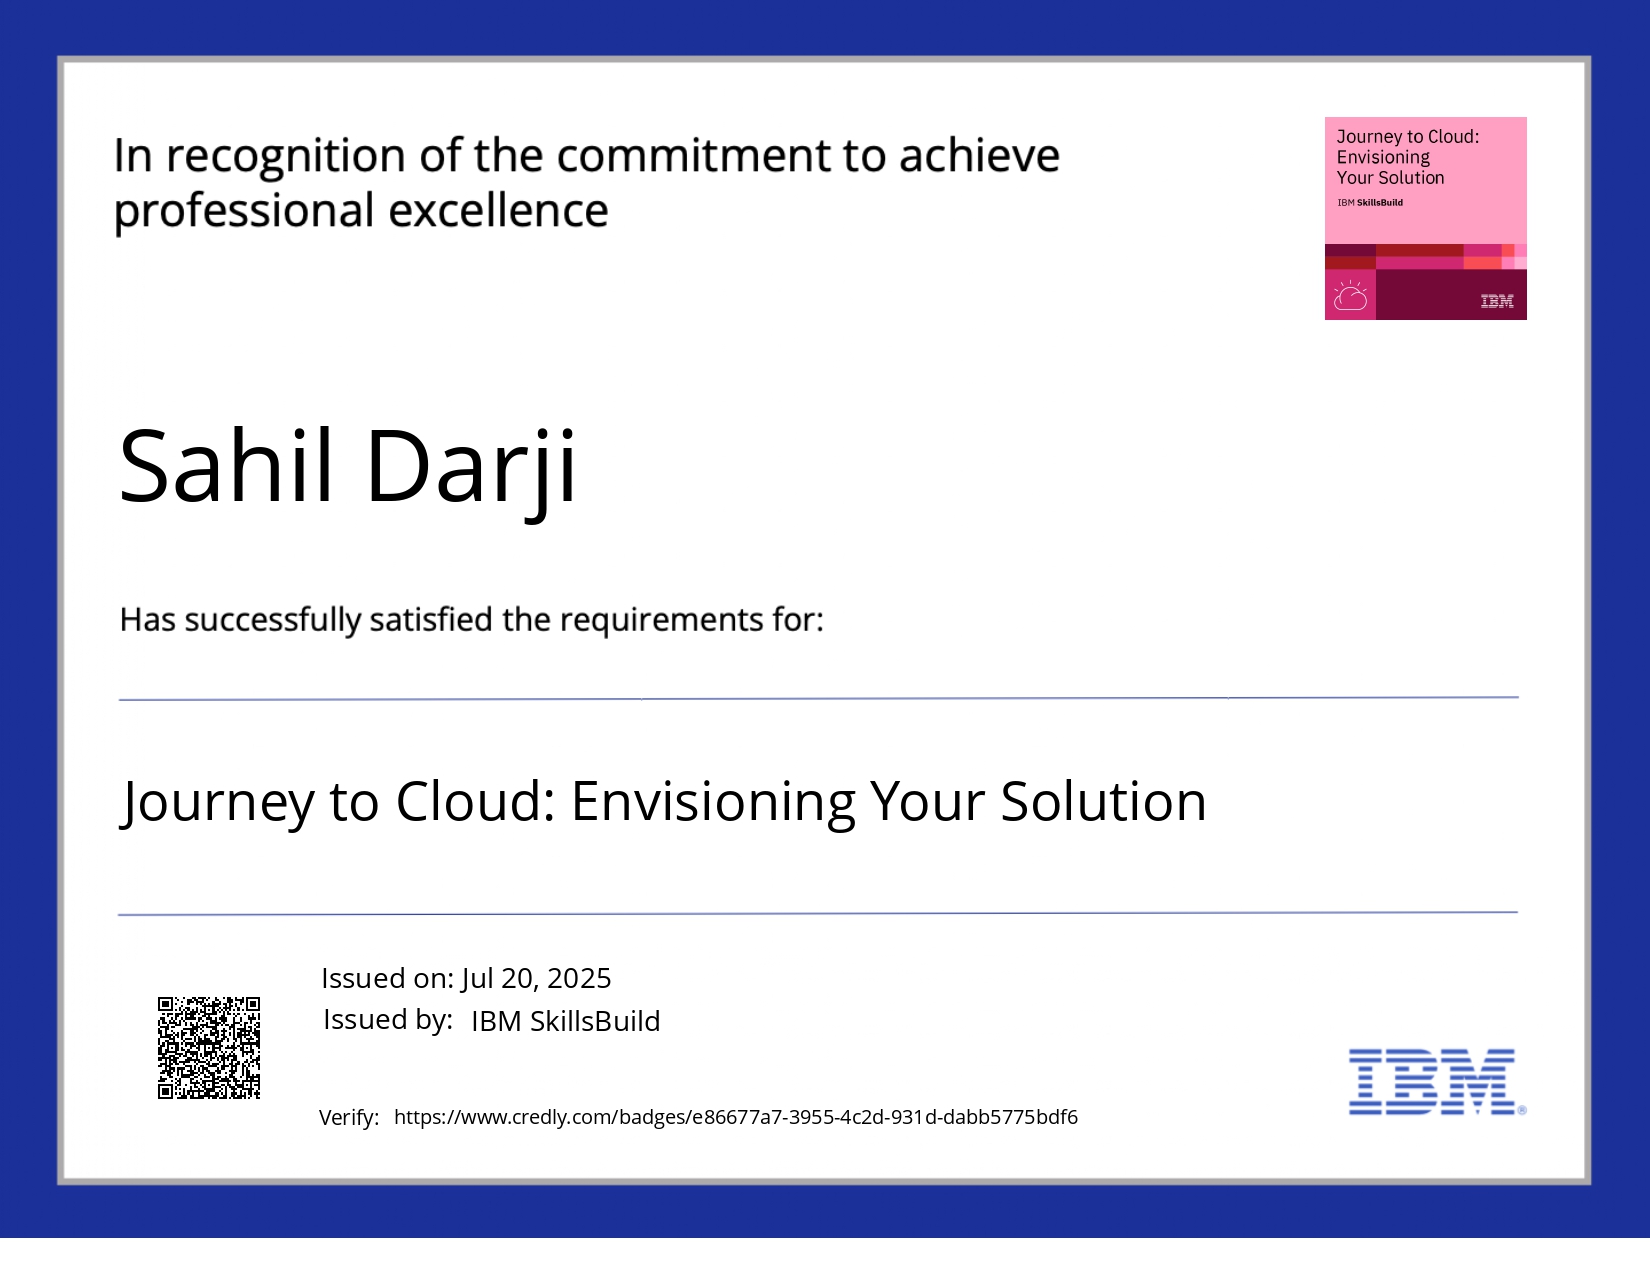 In recognition of the commitment to achieve
professional excellence
Journey to Cloud:
Envisioning
Your Solution
IBM SkillsBuild
IBM
Sahil Darji
Has successfully satisfied the requirements for:
Journey to Cloud: Envisioning Your Solution
Issued on: Jul 20, 2025
Issued by: IBM SkillsBuild
Verify: https://www.credly.com/badges/e86677a7-3955-4c2d-931d-dabb5775bdf6
IBM®